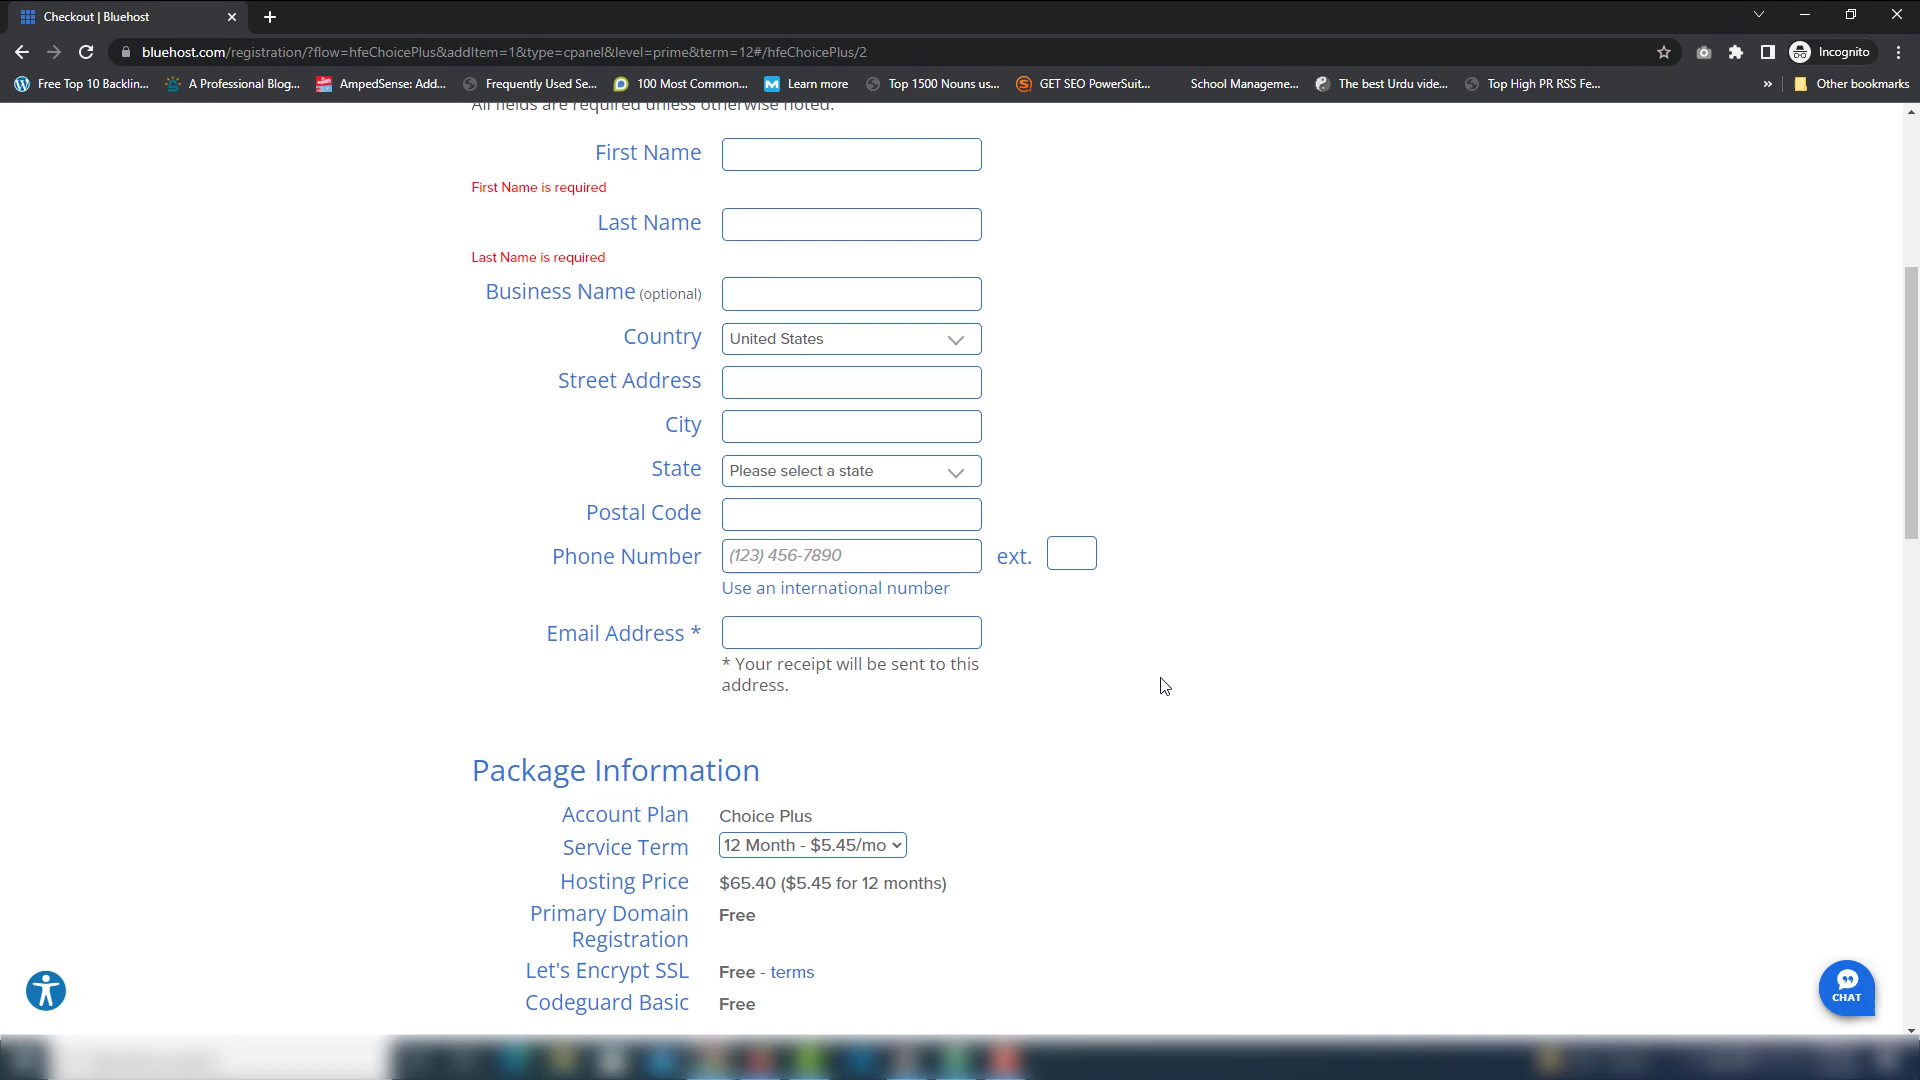 Checkout | Bluehost
bluehost.com/registration/?flow=hfeChoicePlus&addItem=1&type=cpanel&level=prime&term=12#/hfeChoicePlus/2
Incognito
Free Top 10 Backlin...
A Professional Blog...
AmpedSense: Add...
Frequently Used Se...
100 Most Common...
Learn more
Top 1500 Nouns us...
GET SEO PowerSuit...
School Manageme...
The best Urdu vide...
Top High PR RSS Fe...
»
Other bookmarks
All fields are required unless otherwise noted.
First Name
First Name is required
Last Name
Last Name is required
Business Name (optional)
Country United States
Street Address
City
State Please select a state
Postal Code
Phone Number (123) 456-7890 ext.
Use an international number
Email Address *
* Your receipt will be sent to this
address.
Package Information
Account Plan Choice Plus
Service Term 12 Month - $5.45/mo
Hosting Price $65.40 ($5.45 for 12 months)
Primary Domain Free
Registration
Let's Encrypt SSL Free - terms
Codeguard Basic Free
CHAT